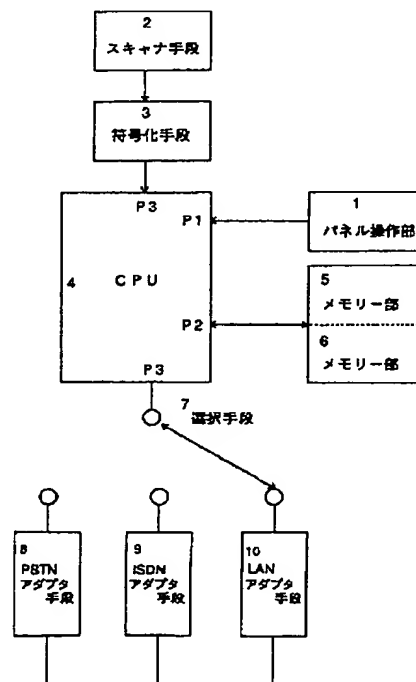 2
スキャナ手段
3
符号化手段
P3
P1
1
パネル操作部
4
CPU
5
メモリー部
P2
6
メモリー部
P3
7
選択手段
8
PSTN
アダプタ
手段
9
ISDN
アダプタ
手段
10
LAN
アダプタ
手段